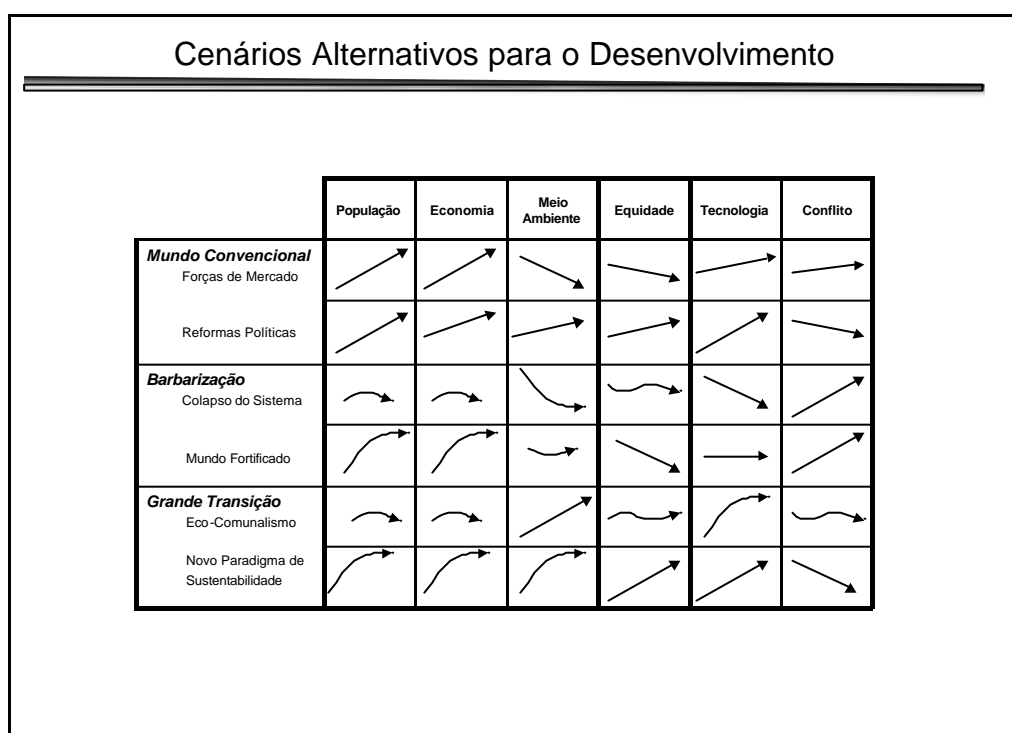 Cenários Alternativos para o Desenvolvimento
População Economia Meio Ambiente Equidade Tecnologia Conflito
Mundo Convencional
Forças de Mercado
Reformas Políticas
Barbarização
Colapso do Sistema
Mundo Fortificado
Grande Transição
Eco-Comunalismo
Novo Paradigma de
Sustentabilidade